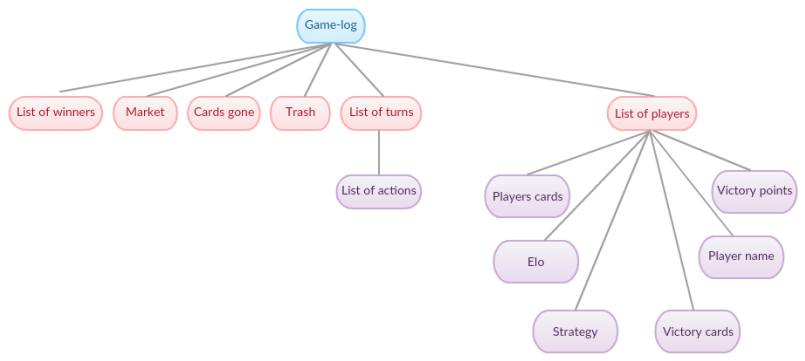 Game-log
List of winners
Market
Cards gone
Trash
List of turns
List of players
List of actions
Players cards
Victory points
Elo
Player name
Strategy
Victory cards